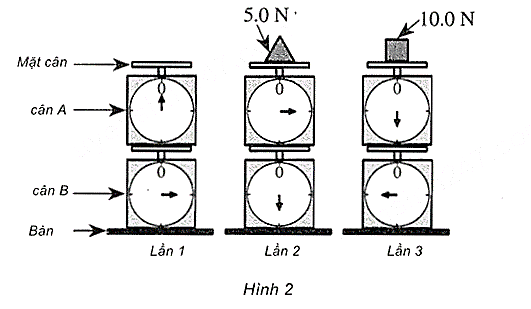 5.0 N
10.0 N
Mặt cân
0 0 0
cân A
0 0 0
cân B
Bàn
Lần 1 Lần 2 Lần 3
Hình 2